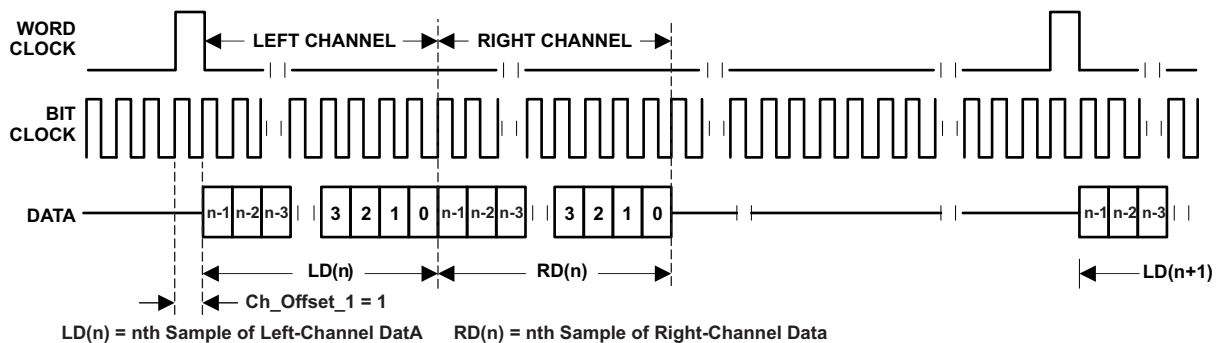 WORD
CLOCK
LEFT CHANNEL
RIGHT CHANNEL
BIT
CLOCK
DATA
n-1 n-2 n-3 3 2 1 0 n-1 n-2 n-3 3 2 1 0 n-1 n-2 n-3
LD(n)
RD(n)
LD(n+1)
Ch_Offset_1 = 1
LD(n) = nth Sample of Left-Channel DatA
RD(n) = nth Sample of Right-Channel Data